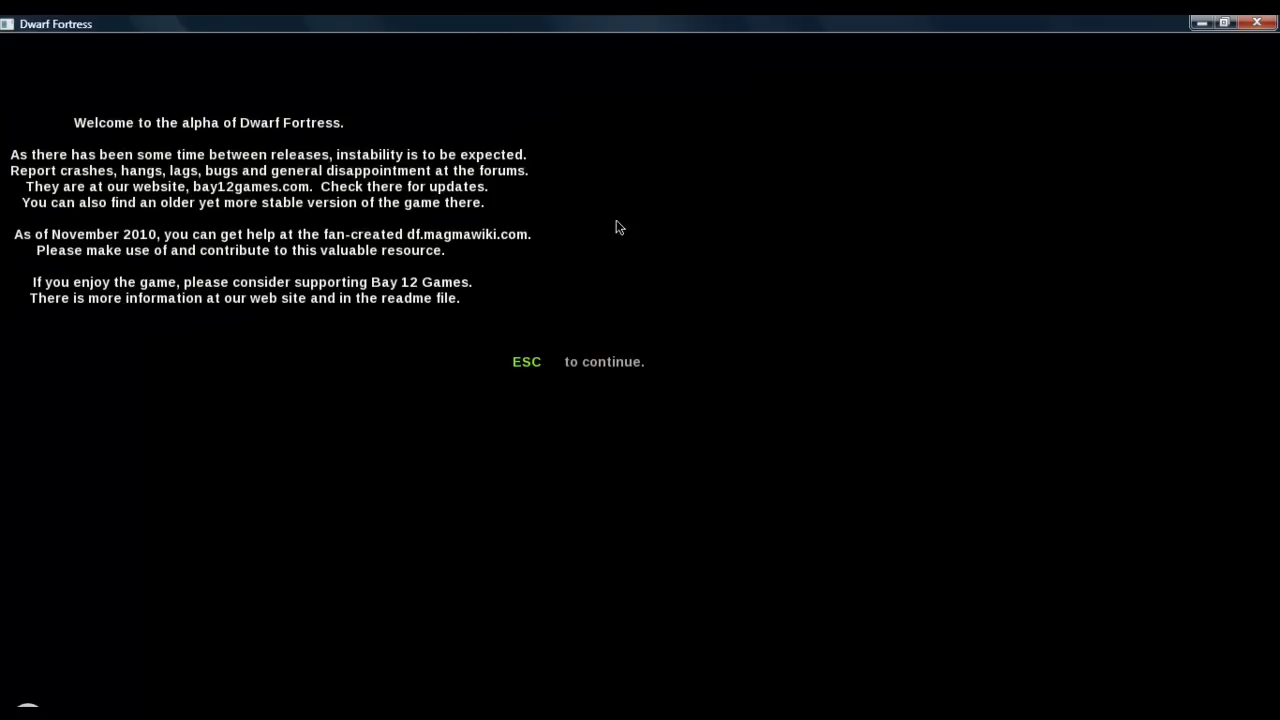 Dwarf Fortress
Welcome to the alpha of Dwarf Fortress.
As there has been some time between releases, instability is to be expected.
Report crashes, hangs, lags, bugs and general disappointment at the forums.
They are at our website, bay12games.com.  Check there for updates.
You can also find an older yet more stable version of the game there.
As of November 2010, you can get help at the fan-created df.magmawiki.com.
Please make use of and contribute to this valuable resource.
If you enjoy the game, please consider supporting Bay 12 Games.
There is more information at our web site and in the readme file.
ESC to continue.